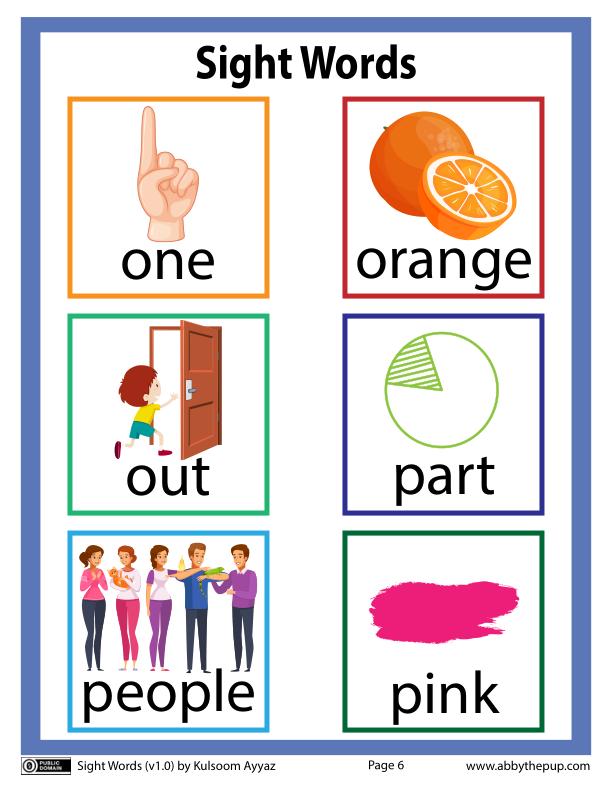 Sight Words
one
orange
out
part
people
pink
PUBLIC
DOMAIN
Sight Words (v1.0) by Kulsoom Ayyaz
Page 6
www.abbythepup.com